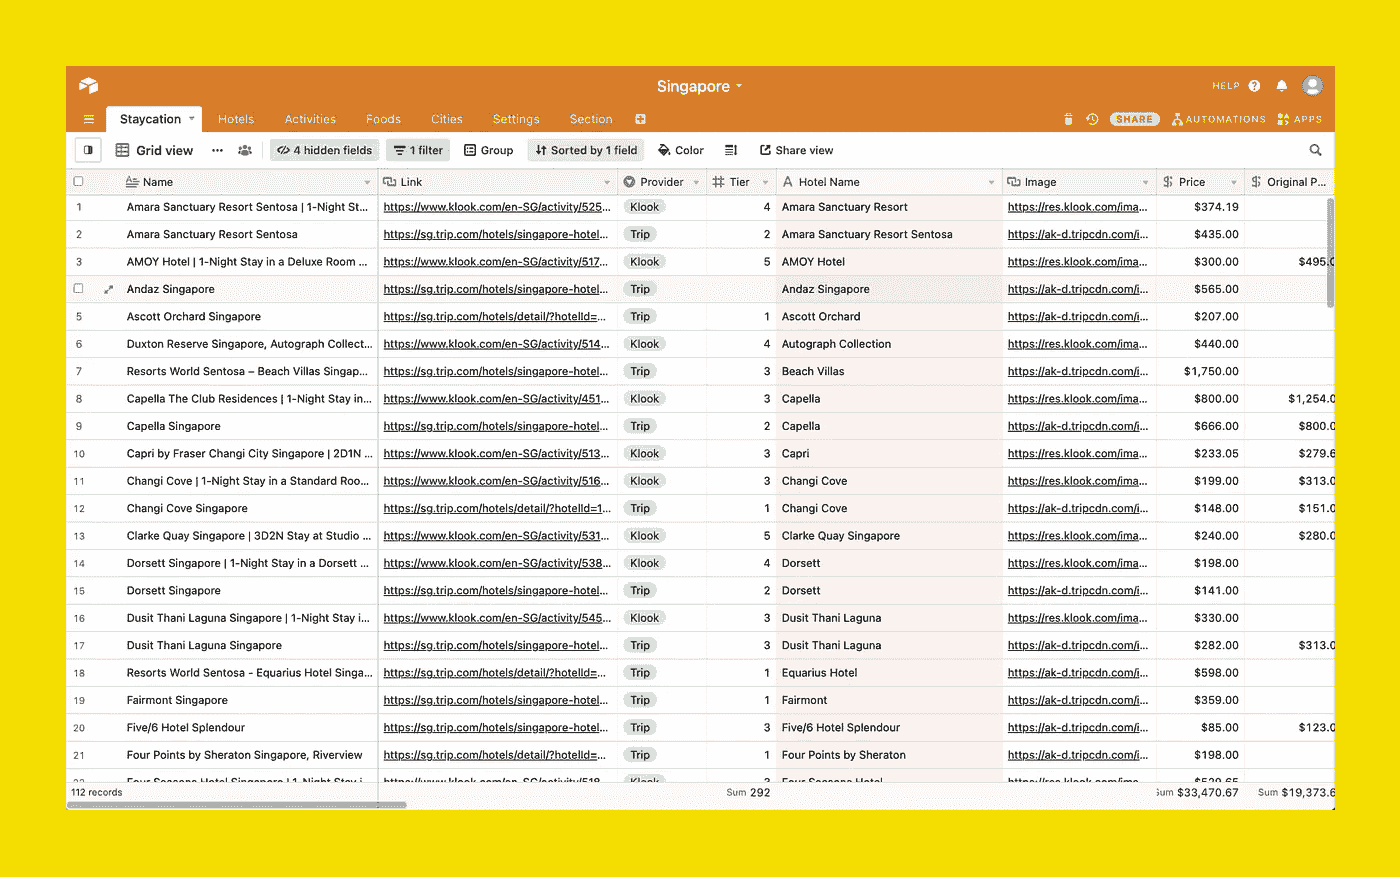 Singapore
HELP
Staycation Hotels Activities Foods Cities Settings Section SHARE AUTOMATIONS APPS
Grid view ... 4 hidden fields 1 filter Group Sorted by 1 field Color Share view
Name Link Provider Tier Hotel Name Image Price Original P...
1 Amara Sanctuary Resort Sentosa | 1-Night St... https://www.klook.com/en-SG/activity/525... Klook 4 Amara Sanctuary Resort https://res.klook.com/ima... $374.19
2 Amara Sanctuary Resort Sentosa https://sg.trip.com/hotels/singapore-hotel... Trip 2 Amara Sanctuary Resort Sentosa https://ak-d.tripcdn.com/i... $435.00
3 AMOY Hotel | 1-Night Stay in a Deluxe Room ... https://www.klook.com/en-SG/activity/517... Klook 5 AMOY Hotel https://res.klook.com/ima... $300.00 $495.0
Andaz Singapore https://sg.trip.com/hotels/singapore-hotel... Trip Andaz Singapore https://ak-d.tripcdn.com/i... $565.00
5 Ascott Orchard Singapore https://sg.trip.com/hotels/detail/?hotelId=... Trip 1 Ascott Orchard https://ak-d.tripcdn.com/i... $207.00
6 Duxton Reserve Singapore, Autograph Collect... https://www.klook.com/en-SG/activity/514... Klook 4 Autograph Collection https://res.klook.com/ima... $440.00
7 Resorts World Sentosa – Beach Villas Singap... https://sg.trip.com/hotels/singapore-hotel... Trip 3 Beach Villas https://ak-d.tripcdn.com/i... $1,750.00
8 Capella The Club Residences | 1-Night Stay in... https://www.klook.com/en-SG/activity/451... Klook 3 Capella https://res.klook.com/ima... $800.00 $1,254.0
9 Capella Singapore https://sg.trip.com/hotels/singapore-hotel... Trip 2 Capella https://ak-d.tripcdn.com/i... $666.00 $800.0
10 Capri by Fraser Changi City Singapore | 2D1N ... https://www.klook.com/en-SG/activity/513... Klook 3 Capri https://res.klook.com/ima... $233.05 $279.6
11 Changi Cove | 1-Night Stay in a Standard Roo... https://www.klook.com/en-SG/activity/516... Klook 3 Changi Cove https://res.klook.com/ima... $199.00 $313.0
12 Changi Cove Singapore https://sg.trip.com/hotels/detail/?hotelId=1... Trip 1 Changi Cove https://ak-d.tripcdn.com/i... $148.00 $151.0
13 Clarke Quay Singapore | 3D2N Stay at Studio ... https://www.klook.com/en-SG/activity/531... Klook 5 Clarke Quay Singapore https://res.klook.com/ima... $240.00 $280.0
14 Dorsett Singapore | 1-Night Stay in a Dorsett ... https://www.klook.com/en-SG/activity/538... Klook 4 Dorsett https://res.klook.com/ima... $198.00
15 Dorsett Singapore https://sg.trip.com/hotels/singapore-hotel... Trip 2 Dorsett https://ak-d.tripcdn.com/i... $141.00
16 Dusit Thani Laguna Singapore | 1-Night Stay i... https://www.klook.com/en-SG/activity/545... Klook 3 Dusit Thani Laguna https://res.klook.com/ima... $330.00
17 Dusit Thani Laguna Singapore https://sg.trip.com/hotels/singapore-hotel... Trip 3 Dusit Thani Laguna https://ak-d.tripcdn.com/i... $282.00 $313.0
18 Resorts World Sentosa - Equarius Hotel Singa... https://sg.trip.com/hotels/detail/?hotelId=... Trip 1 Equarius Hotel https://ak-d.tripcdn.com/i... $598.00
19 Fairmont Singapore https://sg.trip.com/hotels/singapore-hotel... Trip 1 Fairmont https://ak-d.tripcdn.com/i... $359.00
20 Five/6 Hotel Splendour https://sg.trip.com/hotels/singapore-hotel... Trip 3 Five/6 Hotel Splendour https://ak-d.tripcdn.com/i... $85.00 $123.0
21 Four Points by Sheraton Singapore, Riverview https://sg.trip.com/hotels/detail/?hotelId=... Trip 1 Four Points by Sheraton https://ak-d.tripcdn.com/i... $198.00
22 Four Seasons Hotel Singapore | 1-Night Stay i... https://www.klook.com/en-SG/activity/518... Klook 3 Four Seasons Hotel https://res.klook.com/ima... $529.65
112 records Sum 292 Sum $33,470.67 Sum $19,373.6